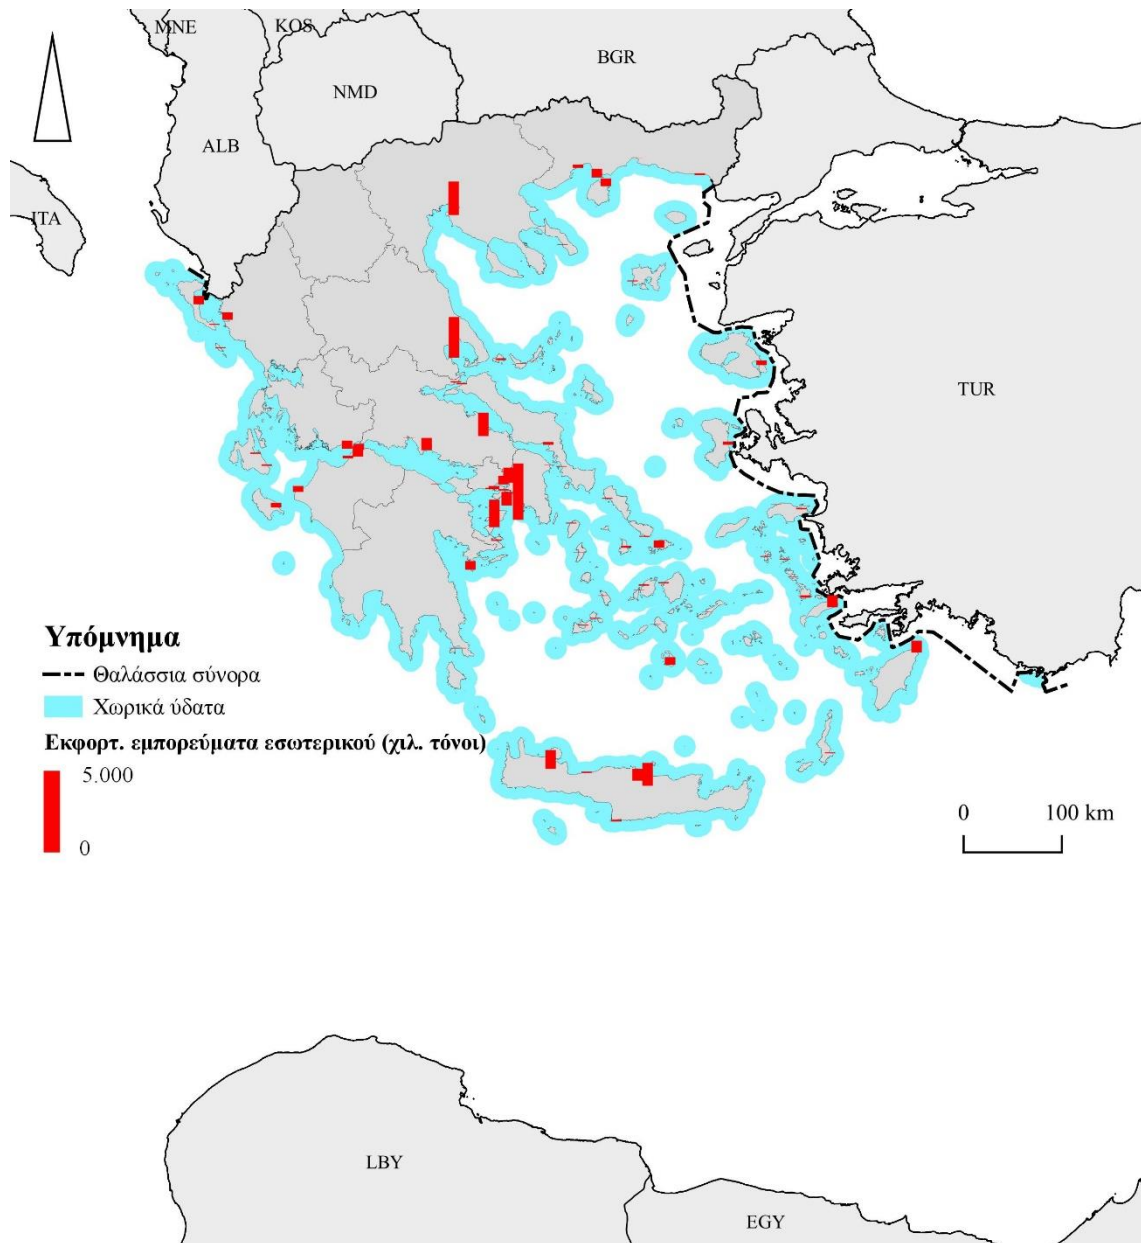 MNE
KOS
BGR
NMD
ALB
ITA
TUR
Υπόμνημα
Θαλάσσια σύνορα
Χωρικά ύδατα
Εκφορτ. εμπορεύματα εσωτερικού (χιλ. τόνοι)
5.000
0
0 100 km
LBY
EGY